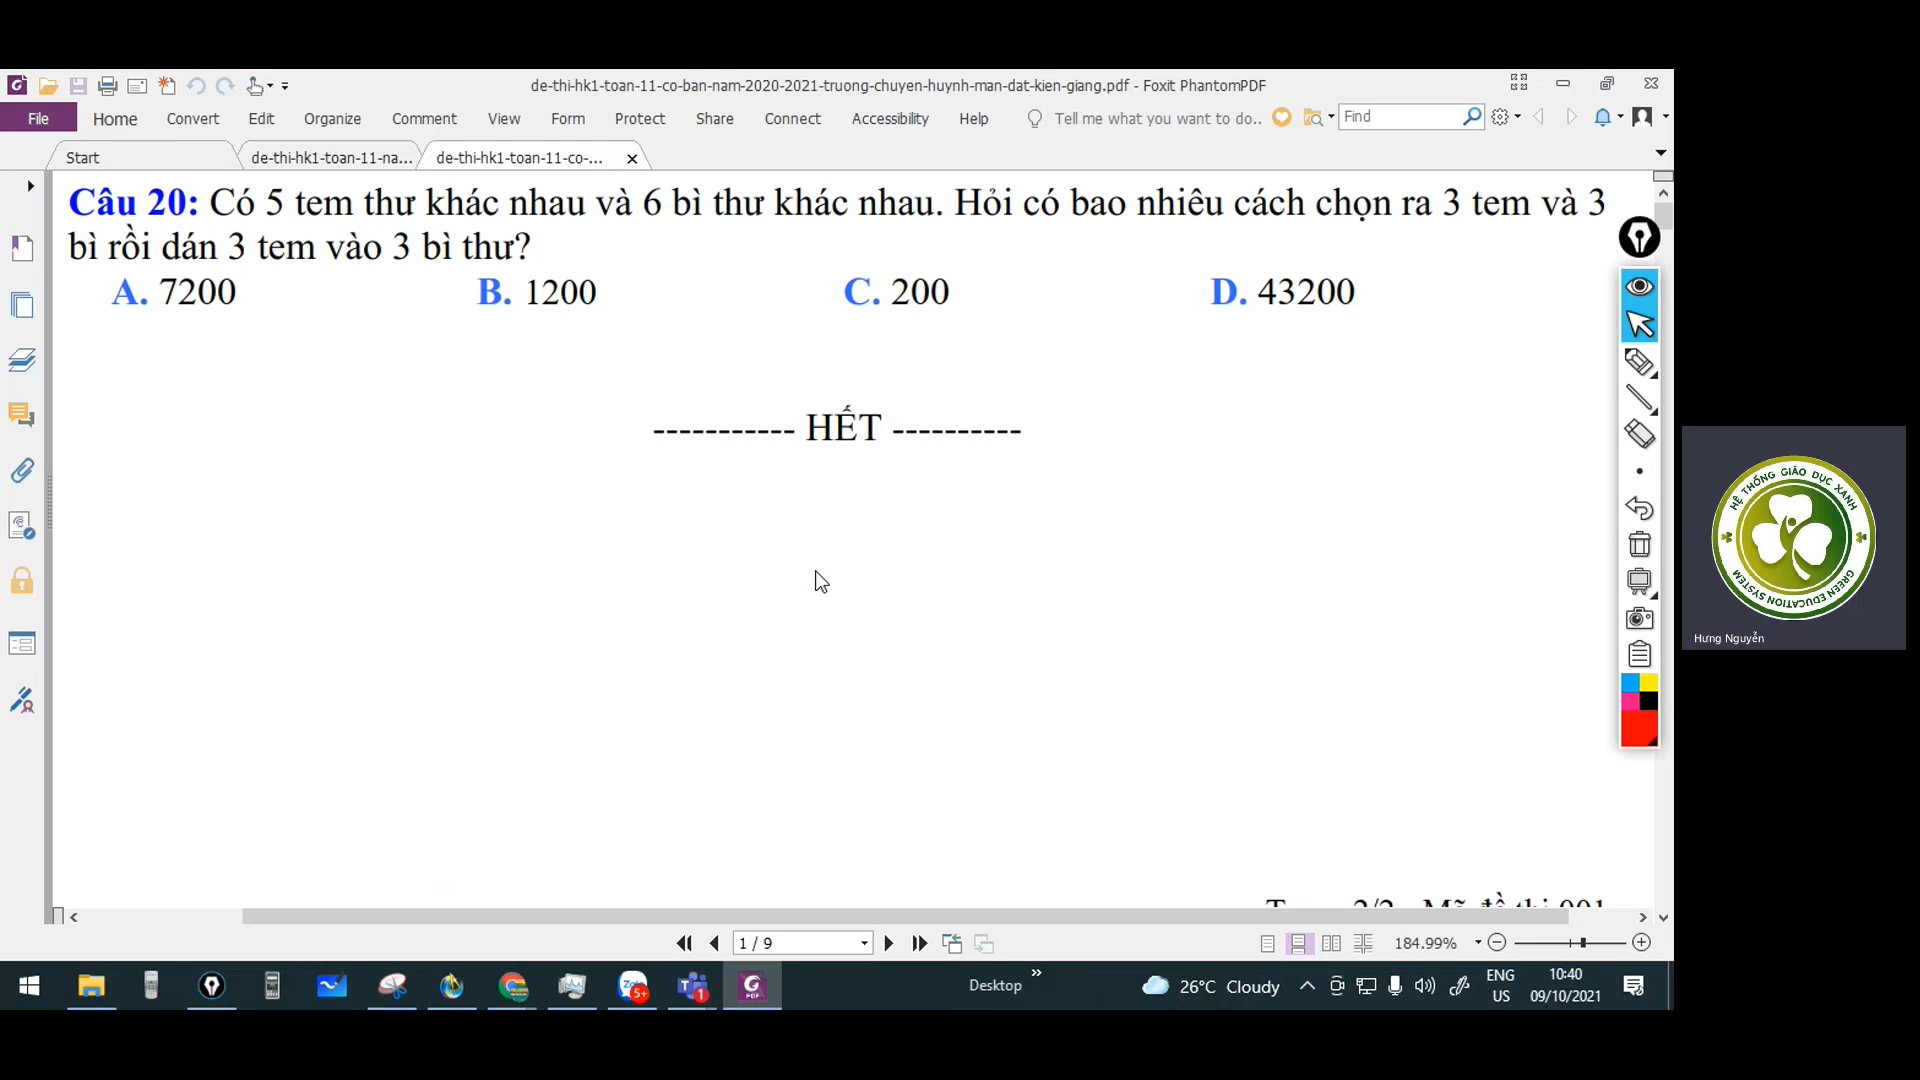 de-thi-hk1-toan-11-co-ban-nam-2020-2021-truong-chuyen-huynh-man-dat-kien-giang.pdf - Foxit PhantomPDF
File Home Convert Edit Organize Comment View Form Protect Share Connect Accessibility Help Tell me what you want to do.. Find
Start de-thi-hk1-toan-11-na... de-thi-hk1-toan-11-co-...
Câu 20: Có 5 tem thư khác nhau và 6 bì thư khác nhau. Hỏi có bao nhiêu cách chọn ra 3 tem và 3
bì rồi dán 3 tem vào 3 bì thư?
A. 7200 B. 1200 C. 200 D. 43200
----------- HẾT ----------
HỆ THỐNG GIÁO DỤC XANH
GREEN EDUCATION SYSTEM
Hưng Nguyễn
1 / 9
184.99%
Desktop
26°C Cloudy
ENG
US
10:40
09/10/2021